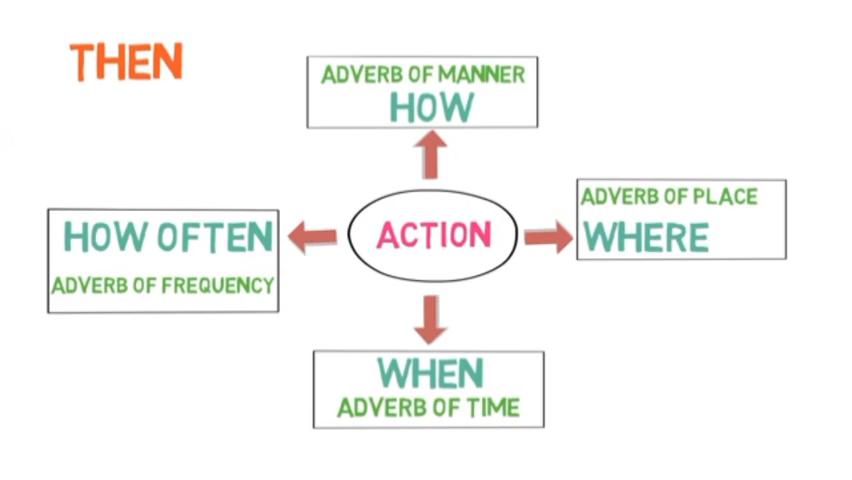 THEN
ADVERB OF MANNER
HOW
ADVERB OF PLACE
WHERE
HOW OFTEN
ADVERB OF FREQUENCY
ACTION
WHEN
ADVERB OF TIME